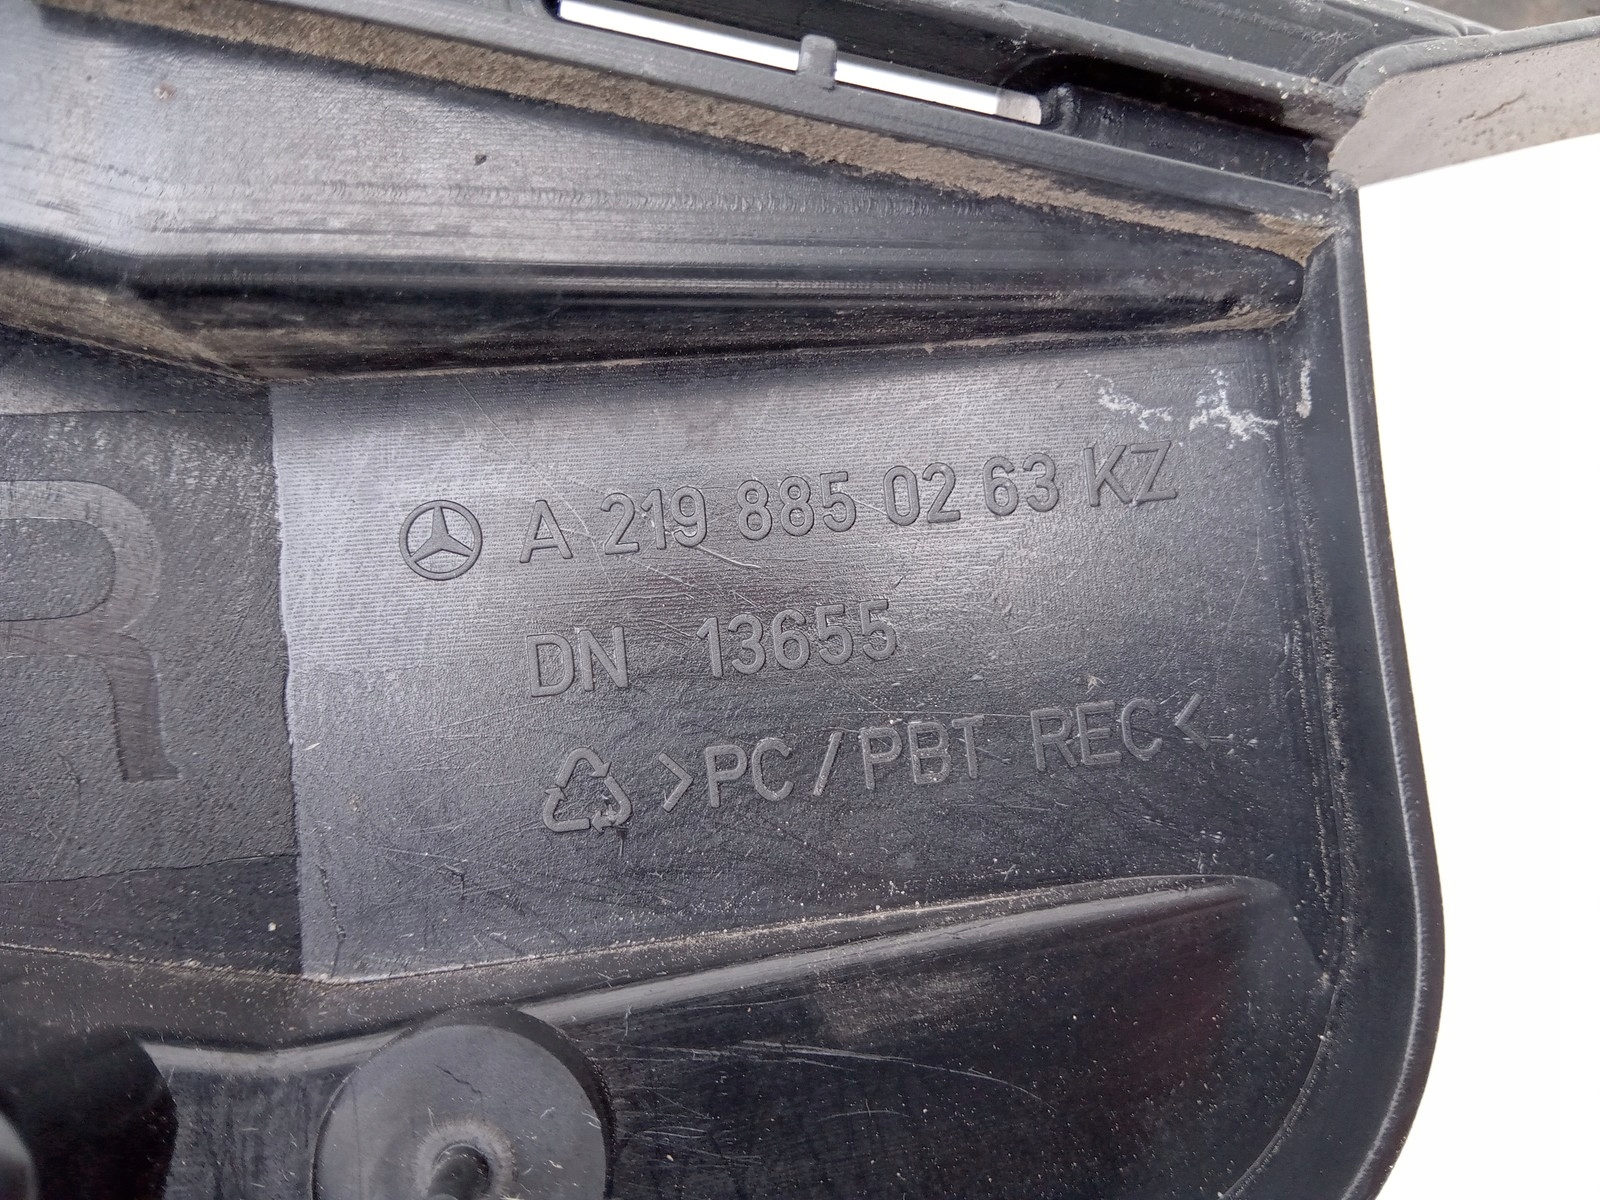 A 219 885 02 63 KZ
DN 13655
>PC/PBT REC<
R